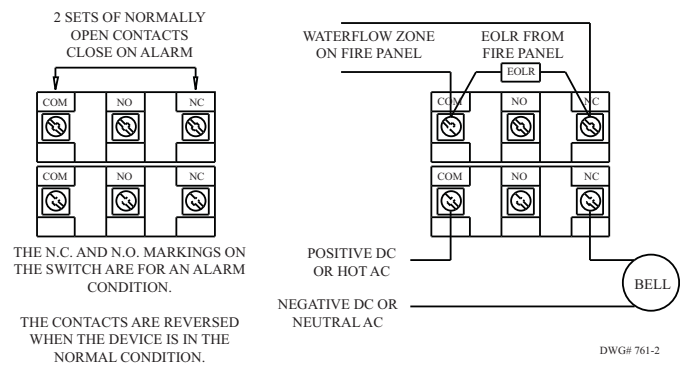 2 SETS OF NORMALLY
OPEN CONTACTS
CLOSE ON ALARM
COM NO NC
COM NO NC
THE N.C. AND N.O. MARKINGS ON
THE SWITCH ARE FOR AN ALARM
CONDITION.
THE CONTACTS ARE REVERSED
WHEN THE DEVICE IS IN THE
NORMAL CONDITION.
WATERFLOW ZONE
ON FIRE PANEL
EOLR FROM
FIRE PANEL
EOLR
COM NO NC
COM NO NC
POSITIVE DC
OR HOT AC
NEGATIVE DC OR
NEUTRAL AC
BELL
DWG# 761-2